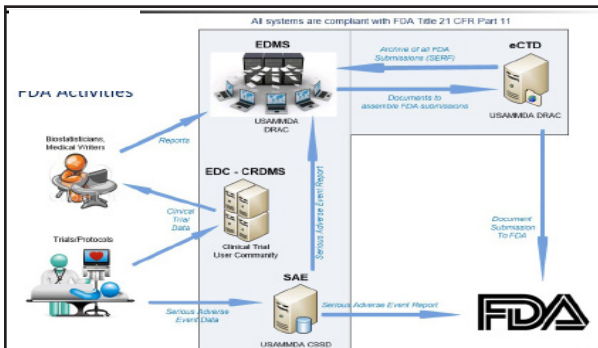 All systems are compliant with FDA Title 21 CFR Part 11
EDMS
eCTD
Archive of all FDA
Submissions (SERF)
Documents to
assemble FDA submissions
FDA Activities
USAMMDA
DRAC
USAMMDA DRAC
Biostatisticians,
Medical Writers
Reports
EDC - CRDMS
Serious Adverse Event Report
Clinical
Trial
Data
Clinical Trial
User Community
Trials/Protocols
Document
Submission
To FDA
SAE
Serious Adverse
Event Data
Serious Adverse Event Report
USAMMDA CSSD
FDA